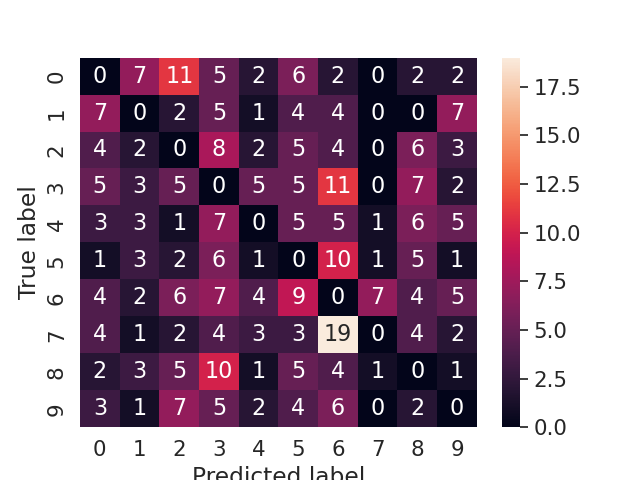 0 0 7 11 5 2 6 2 0 2 2
1 7 0 2 5 1 4 4 0 0 7
2 4 2 0 8 2 5 4 0 6 3
3 5 3 5 0 5 5 11 0 7 2
4 3 3 1 7 0 5 5 1 6 5
5 1 3 2 6 1 0 10 1 5 1
6 4 2 6 7 4 9 0 7 4 5
7 4 1 2 4 3 3 19 0 4 2
8 2 3 5 10 1 5 4 1 0 1
9 3 1 7 5 2 4 6 0 2 0
0 1 2 3 4 5 6 7 8 9
Predicted label
True label
17.5
15.0
12.5
10.0
7.5
5.0
2.5
0.0